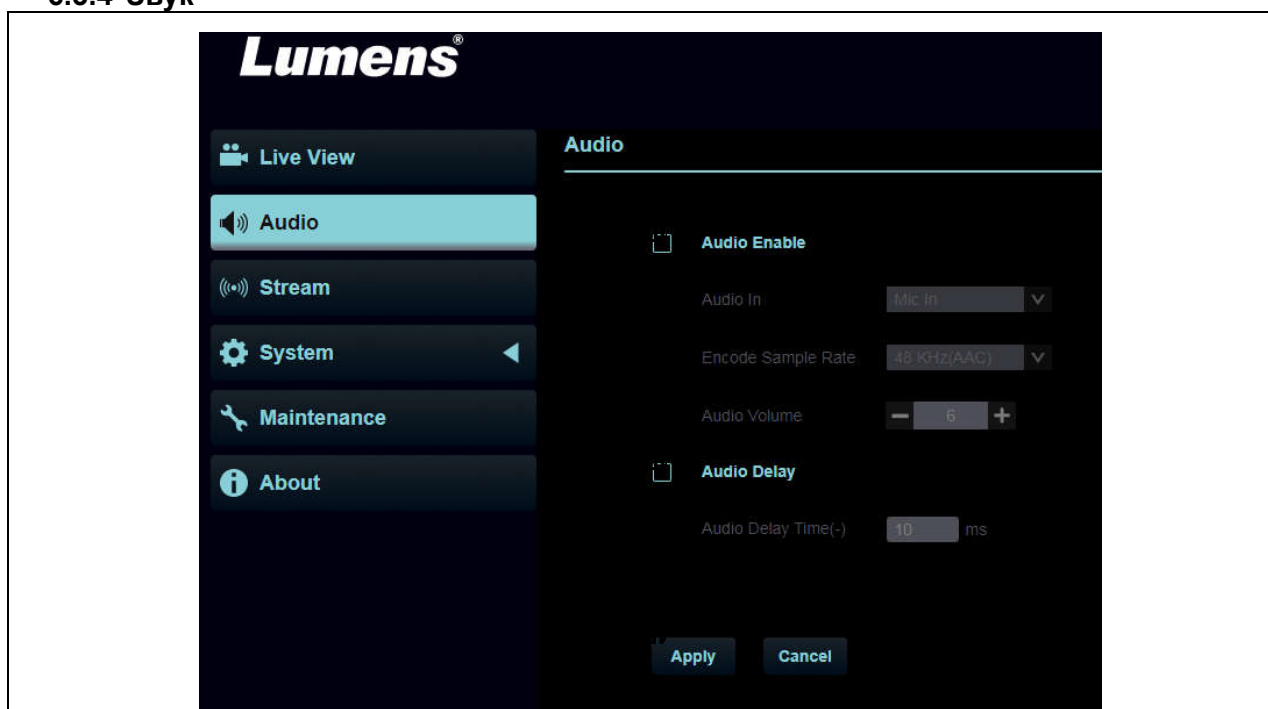 Звук
Lumens®
Live View
Audio
Stream
System
Maintenance
About
Audio
Audio Enable
Audio In Mic In
Encode Sample Rate 48 KHz(AAC)
Audio Volume 6
Audio Delay
Audio Delay Time(-) 10 ms
Apply Cancel